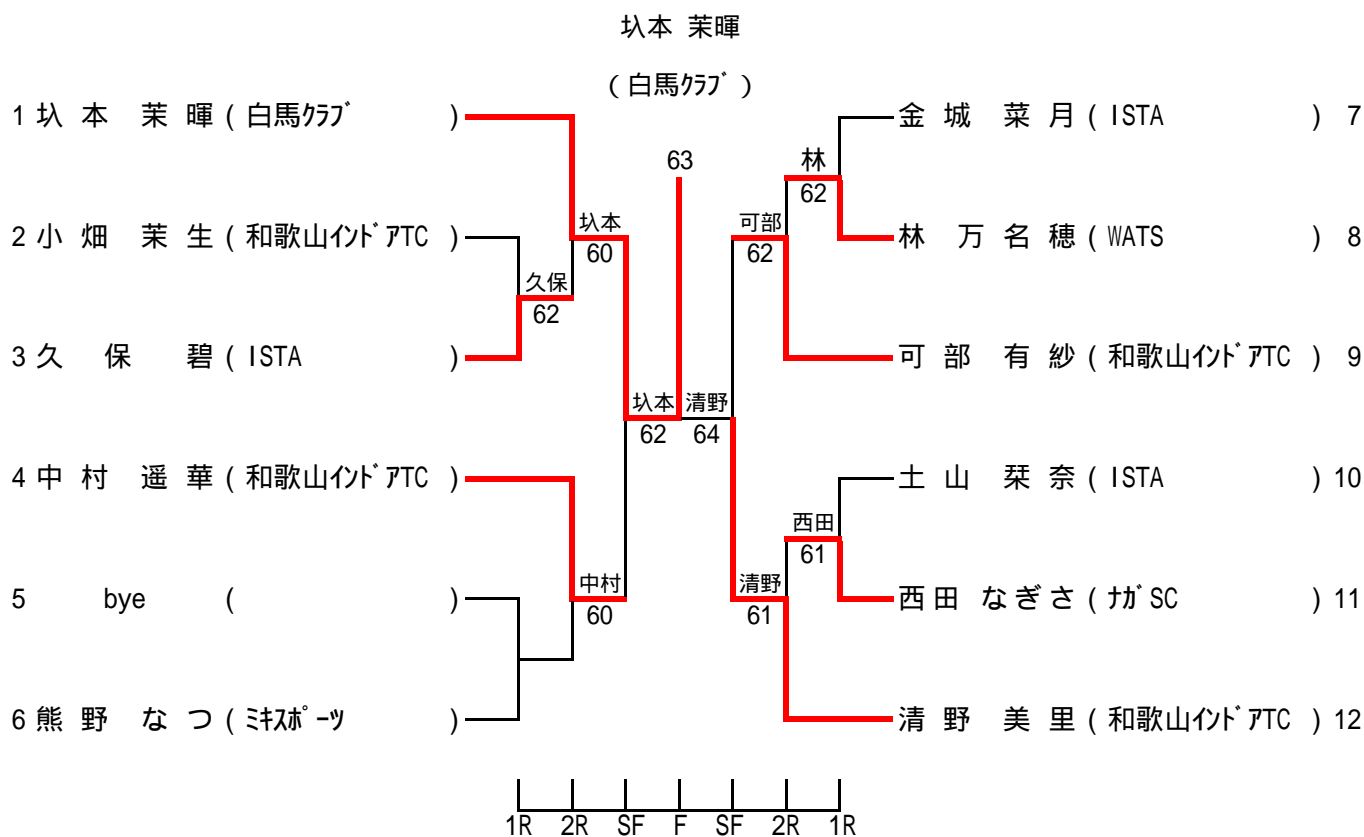 圦本 茉暉
(白馬ｸﾗﾌﾞ)
1 圦本 茉暉 (白馬ｸﾗﾌﾞ)
金城 菜月 (ISTA) 7
63
林
62
2 小畑 茉生 (和歌山ｲﾝﾄﾞｱTC)
圦本
60
可部
62
林 万名穂 (WATS) 8
久保
62
3 久保 碧 (ISTA)
可部 有紗 (和歌山ｲﾝﾄﾞｱTC) 9
圦本
62
清野
64
4 中村 遥華 (和歌山ｲﾝﾄﾞｱTC)
土山 栞奈 (ISTA) 10
西田
61
5 bye ( )
中村
60
清野
61
西田 なぎさ (ﾅｶﾞSC) 11
6 熊野 なつ (ﾐｷｽﾎﾟｰﾂ)
清野 美里 (和歌山ｲﾝﾄﾞｱTC) 12
1R 2R SF F SF 2R 1R